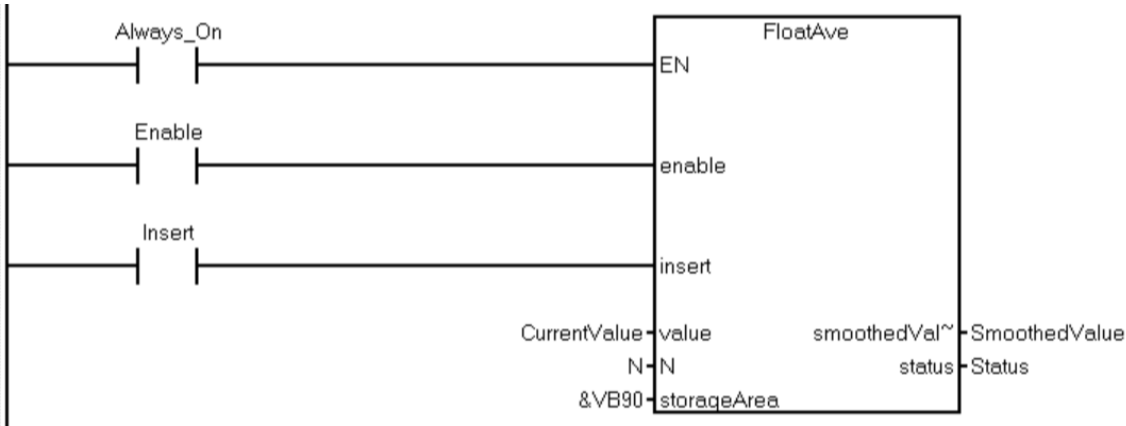 Always_On
FloatAve
EN
Enable
enable
Insert
insert
CurrentValue value smoothedVal~ SmoothedValue
N N status Status
&VB90 storageArea